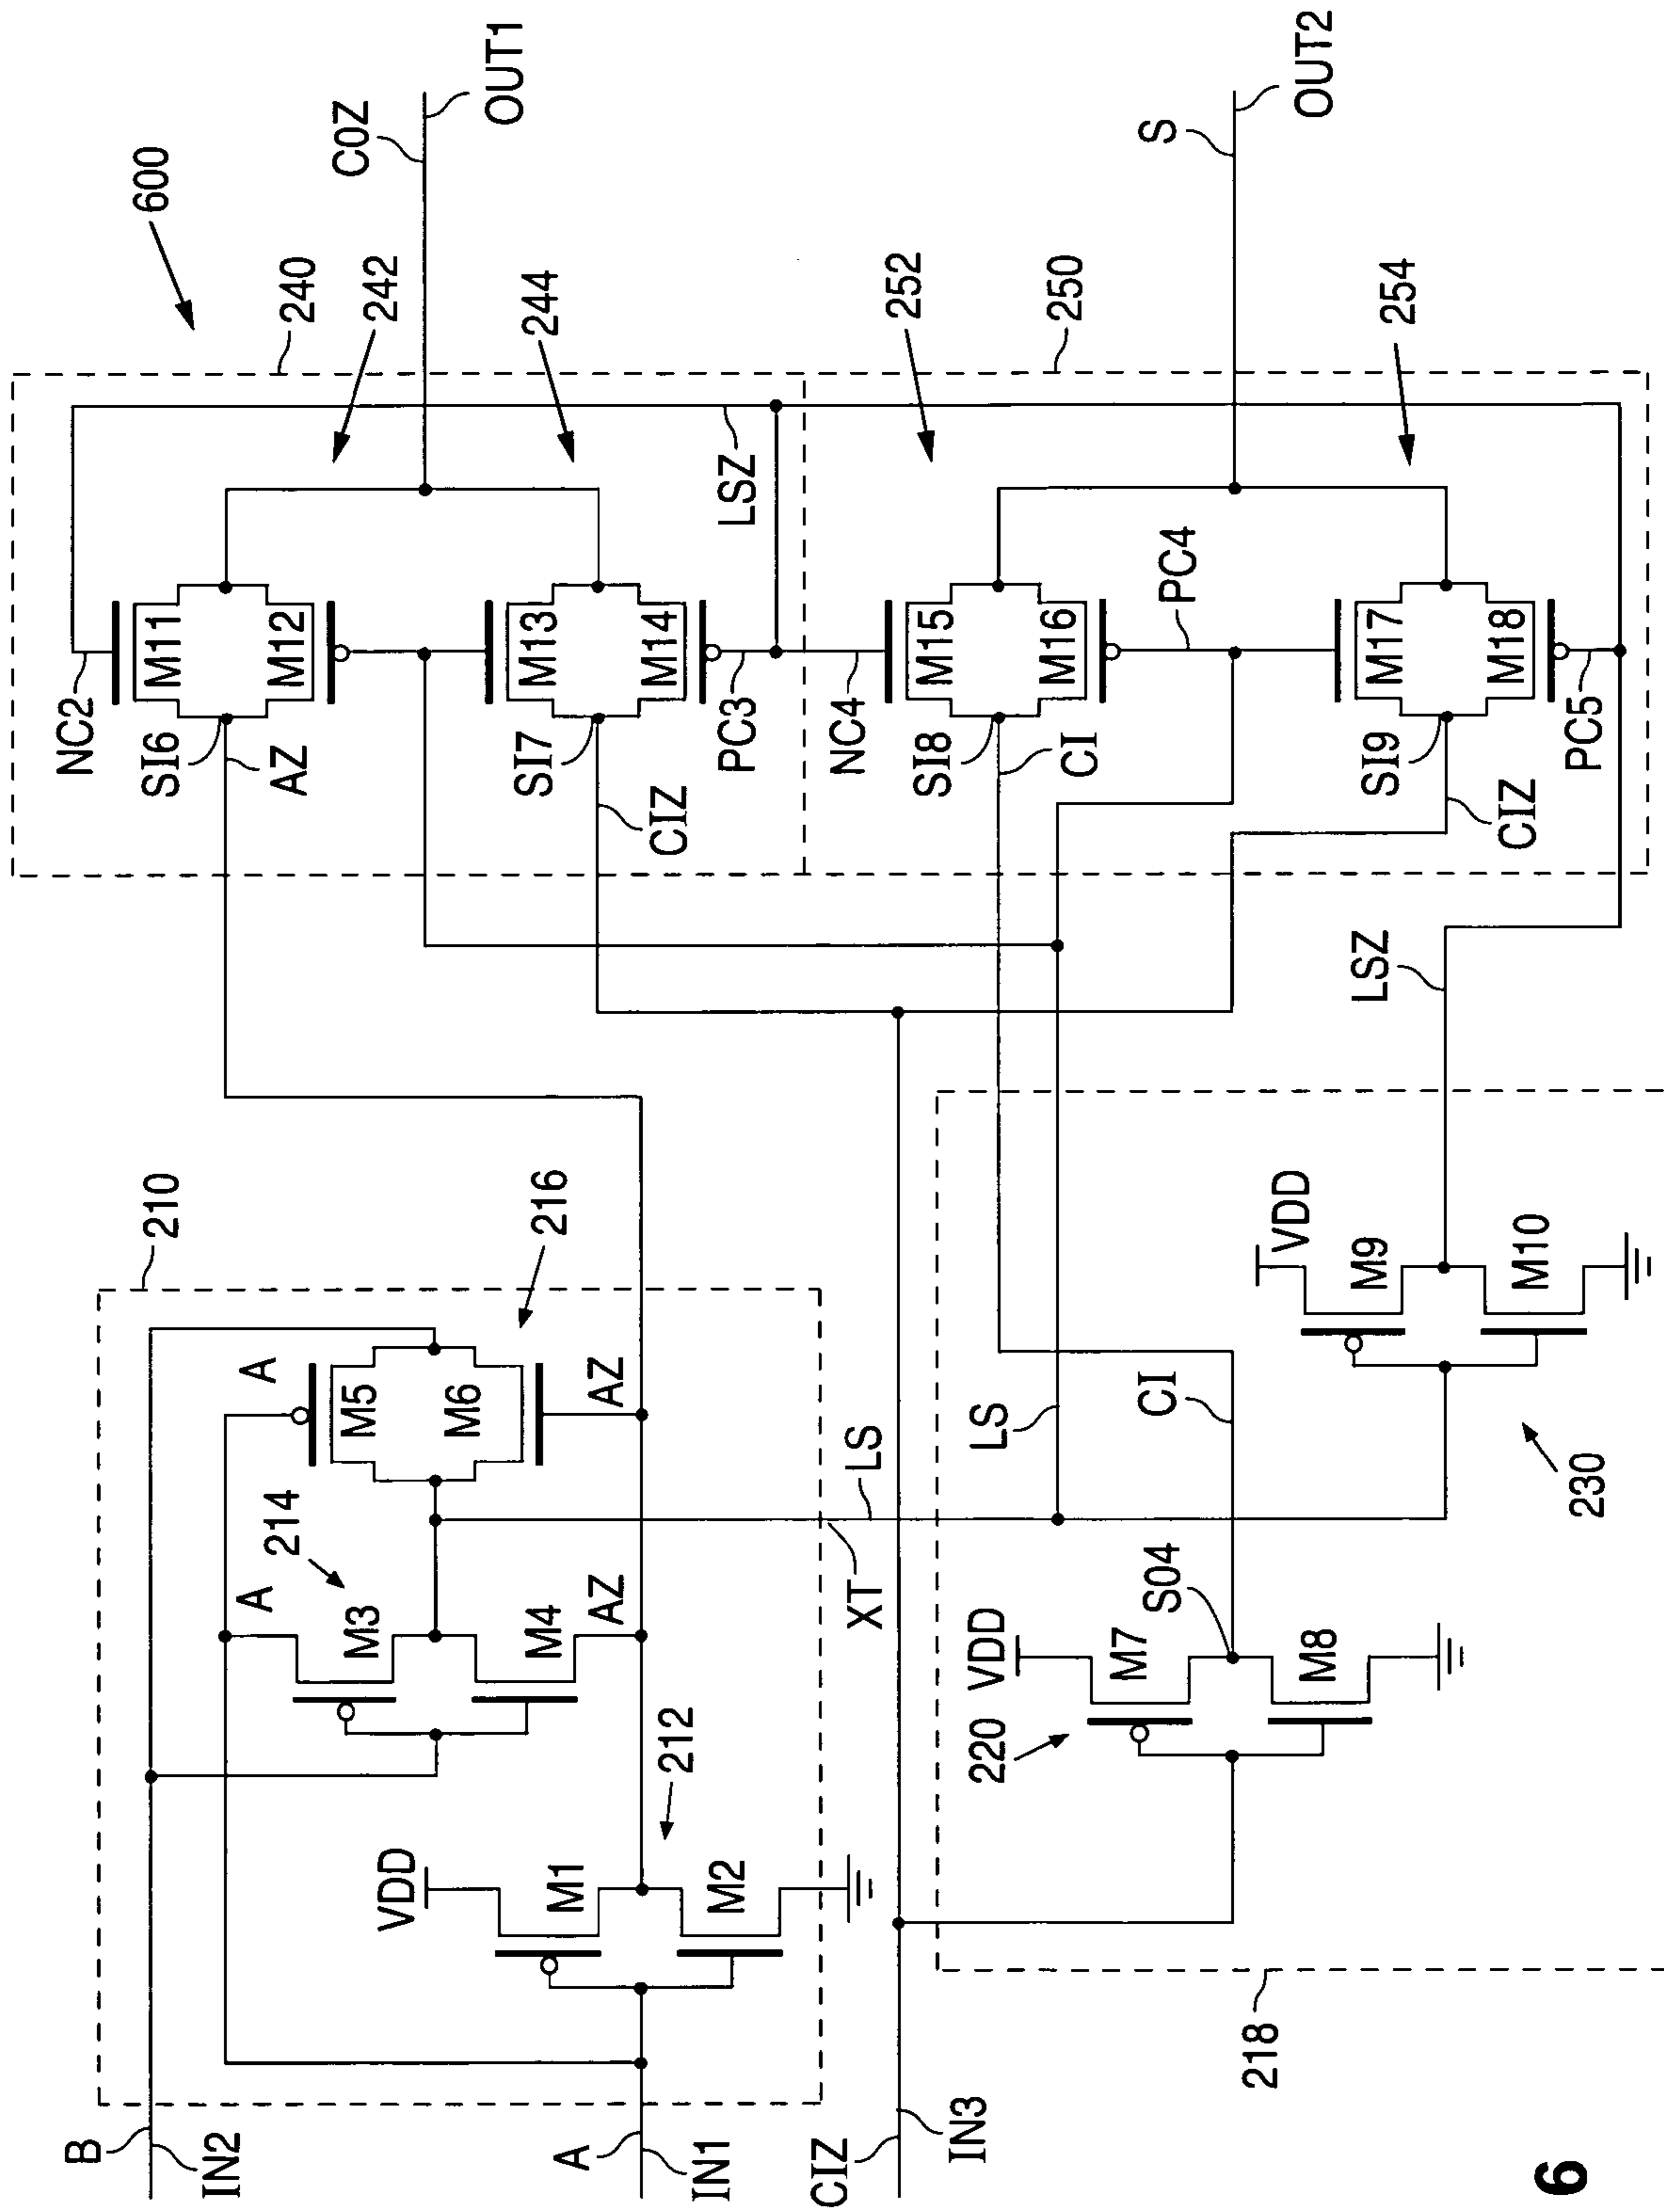 600
240
242
244
252
250
254
C0Z
OUT1
S
OUT2
NC2
M11
M12
SI6
AZ
M13
M14
SI7
CIZ
PC3
LSZ
NC4
M15
M16
SI8
CI
PC4
M17
M18
SI9
CIZ
PC5
LSZ
210
216
A
M5
M6
AZ
214
A
M3
M4
AZ
LS
XT
VDD
M1
M2
212
B
IN2
A
IN1
CIZ
IN3
LS
CI
VDD
M9
M10
230
VDD
M7
M8
S04
220
218
6